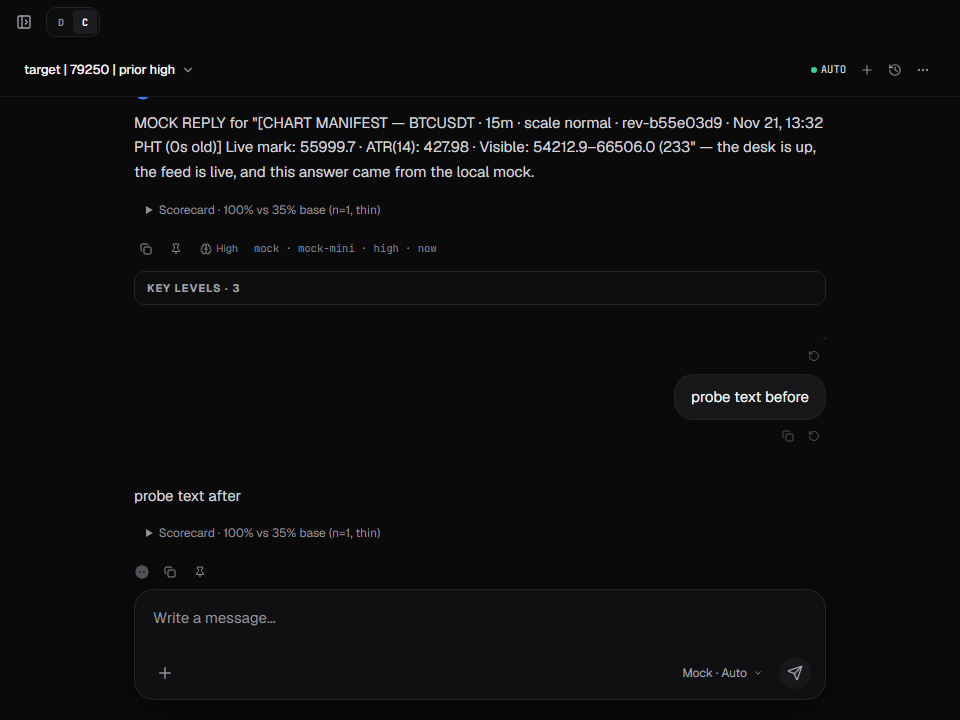 D C
target | 79250 | prior high
AUTO
MOCK REPLY for "[CHART MANIFEST — BTCUSDT · 15m · scale normal · rev-b55e03d9 · Nov 21, 13:32
PHT (0s old)] Live mark: 55999.7 · ATR(14): 427.98 · Visible: 54212.9–66506.0 (233" — the desk is up,
the feed is live, and this answer came from the local mock.
Scorecard · 100% vs 35% base (n=1, thin)
High mock · mock-mini · high · now
KEY LEVELS · 3
probe text before
probe text after
Scorecard · 100% vs 35% base (n=1, thin)
Write a message...
Mock · Auto